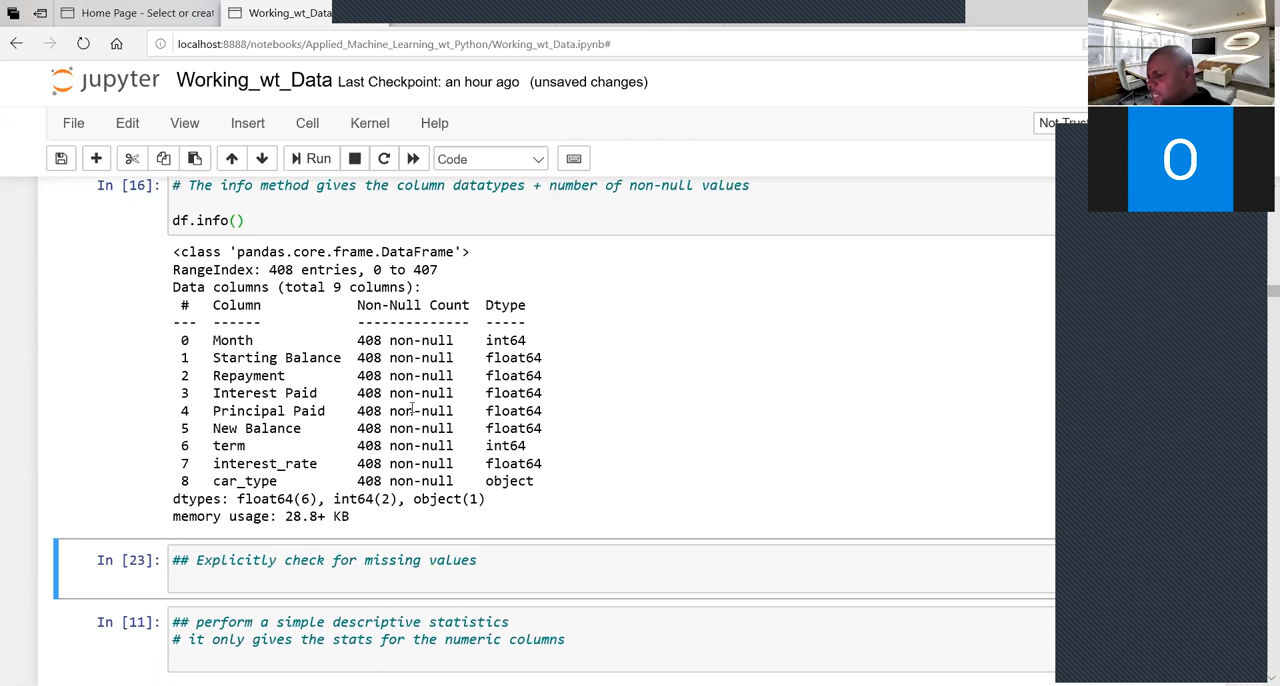 Home Page - Select or crea
Working_wt_Data
localhost:8888/notebooks/Applied_Machine_Learning_wt_Python/Working_wt_Data.ipynb#
jupyter Working_wt_Data Last Checkpoint: an hour ago (unsaved changes)
File Edit View Insert Cell Kernel Help Not Trus
Run Code
O
In [16]: # The info method gives the column datatypes + number of non-null values
df.info()
<class 'pandas.core.frame.DataFrame'>
RangeIndex: 408 entries, 0 to 407
Data columns (total 9 columns):
# Column Non-Null Count Dtype
--- ------ -------------- -----
0 Month 408 non-null int64
1 Starting Balance 408 non-null float64
2 Repayment 408 non-null float64
3 Interest Paid 408 non-null float64
4 Principal Paid 408 non-null float64
5 New Balance 408 non-null float64
6 term 408 non-null int64
7 interest_rate 408 non-null float64
8 car_type 408 non-null object
dtypes: float64(6), int64(2), object(1)
memory usage: 28.8+ KB
In [23]: ## Explicitly check for missing values
In [11]: ## perform a simple descriptive statistics
# it only gives the stats for the numeric columns